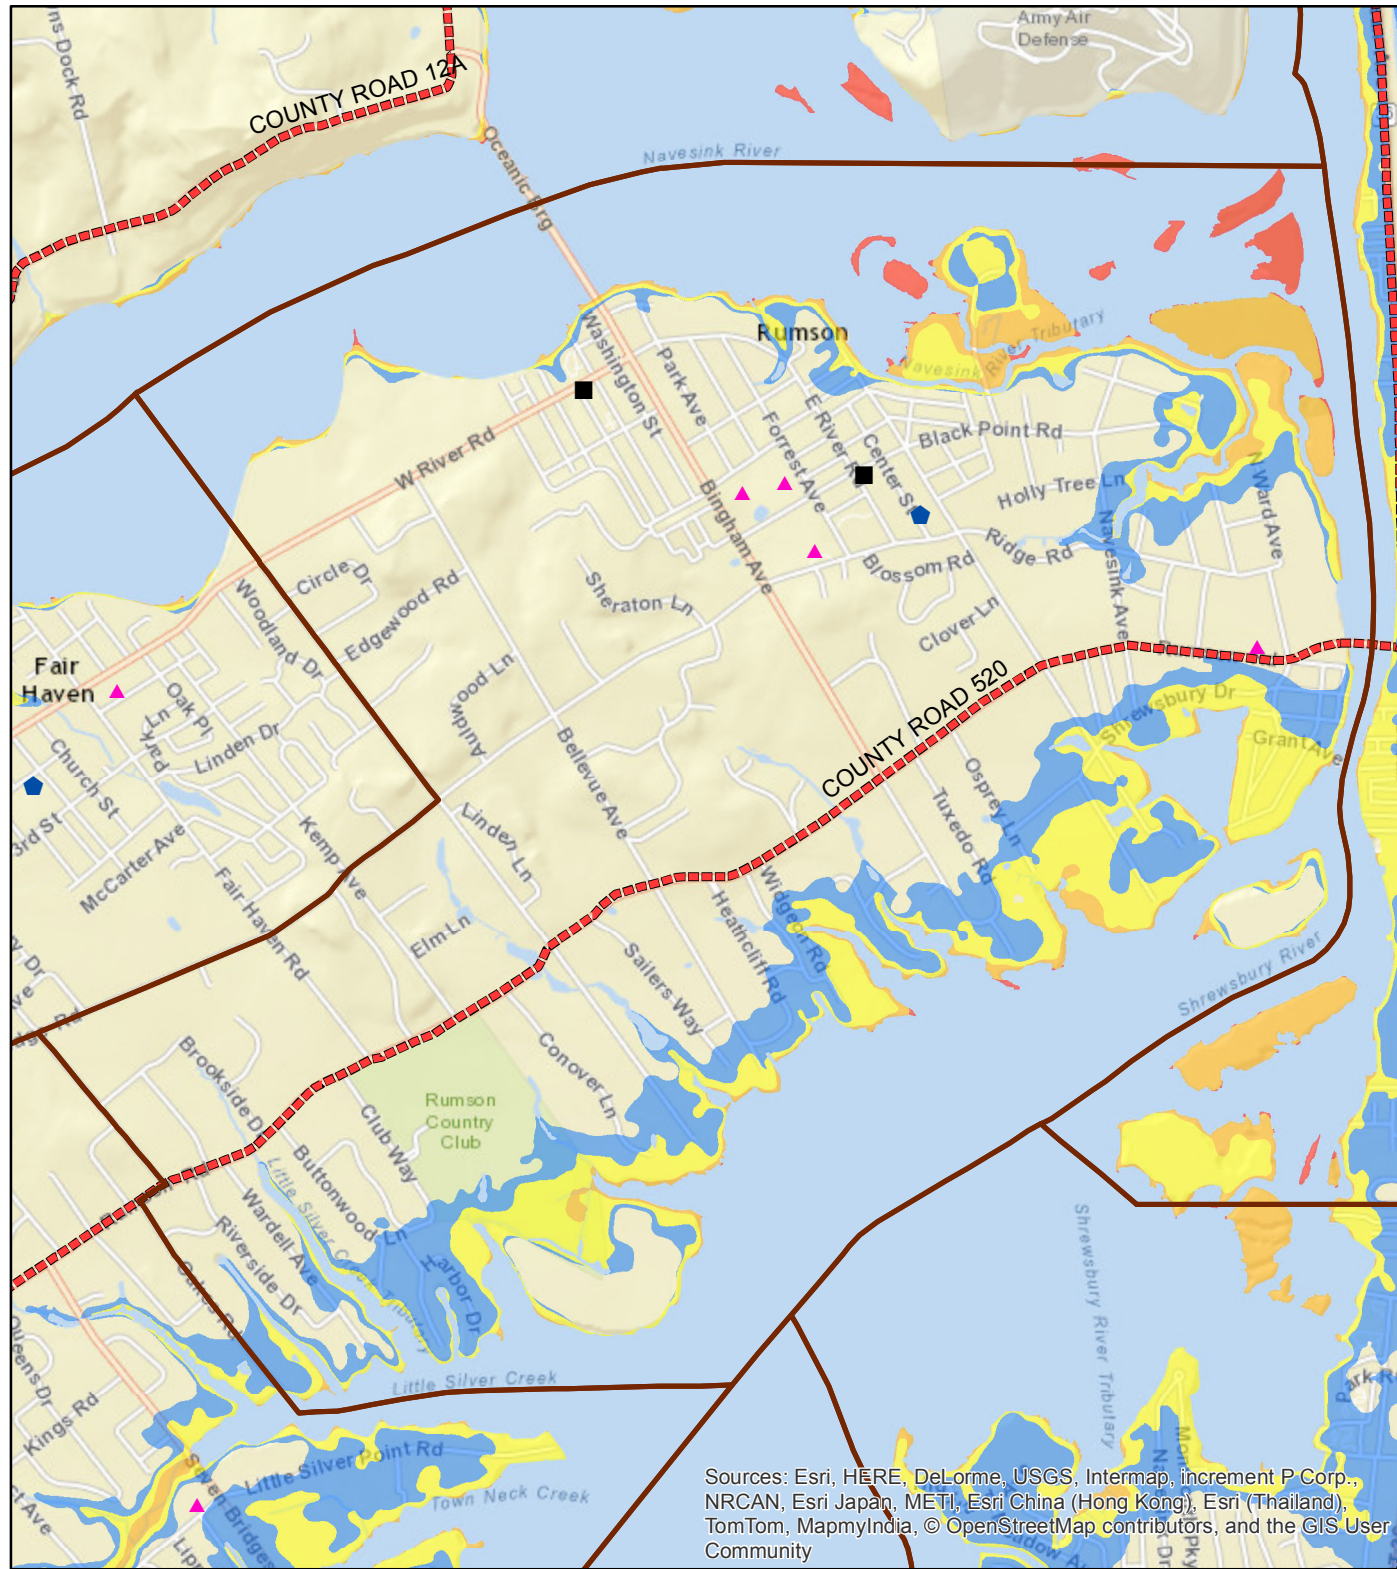 Army Air
Defense
COUNTY ROAD 12A
Oceanic Brg
Navesink River
Rumson
Navesink River Tributary
Washington St
Park Ave
Forrest Ave
E River Rd
Center St
Black Point Rd
W River Rd
Holly Tree Ln
N Ward Ave
Navesink Ave
Bingham Ave
Ridge Rd
Blossom Rd
Circle Dr
Edgewood Rd
Woodland Dr
Sheraton Ln
Clover Ln
Fair
Haven
Oak Pl
Park Ln
Linden Dr
Church St
3rd St
McCarter Ave
Kemp Ave
Fair Haven Rd
Bellevue Ave
COUNTY ROAD 520
Shrewsbury Dr
Grant Ave
Osprey Ln
Tuxedo Rd
Linden Ln
Elm Ln
Widgeon Rd
Heathcliff Rd
Sailers Way
Shrewsbury River
Conover Ln
Brookside Dr
Rumson
Country
Club
Club Way
Buttonwood Ln
Little Silver Creek Tributary
Wardell Ave
Riverside Dr
Harbor Dr
Oakes Rd
Queens Dr
Kings Rd
Little Silver Creek
Little Silver Point Rd
Town Neck Creek
Seven Bridges
Shrewsbury River Tributary
Park R
Sources: Esri, HERE, DeLorme, USGS, Intermap, increment P Corp.,
NRCAN, Esri Japan, METI, Esri China (Hong Kong), Esri (Thailand),
TomTom, MapmyIndia, © OpenStreetMap contributors, and the GIS User
Community